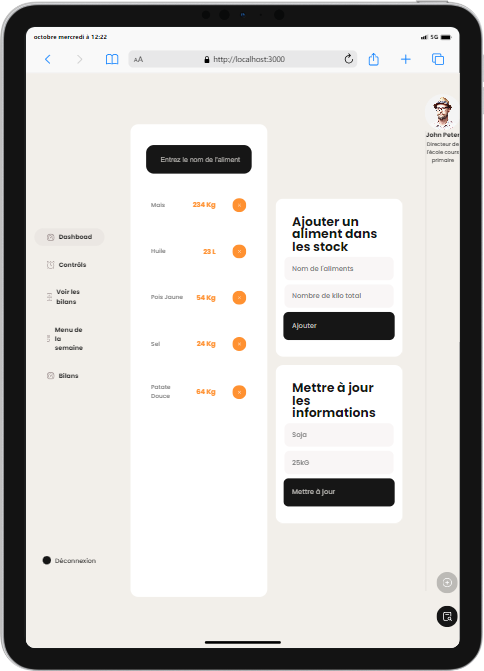 octobre mercredi à 12:22
5G
AA
http://localhost:3000
John Peter
Directeur de
l'école cours
primaire
Dashboad
Contrôls
Voir les
bilans
Menu de
la
semaine
Bilans
Déconnexion
Entrez le nom de l'aliment
Maïs 234 Kg
Huile 23 L
Pois Jaune 54 Kg
Sel 24 Kg
Patate
Douce
64 Kg
Ajouter un
aliment dans
les stock
Nom de l'aliments
Nombre de kilo total
Ajouter
Mettre à jour
les
informations
Soja
25kG
Mettre à jour